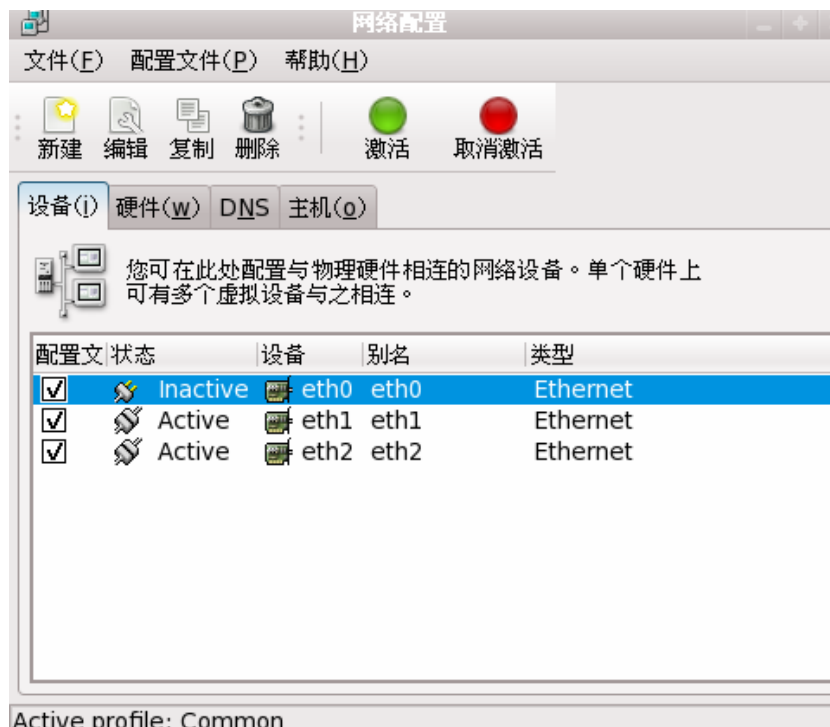 网络配置
文件(F) 配置文件(P) 帮助(H)
新建 编辑 复制 删除 激活 取消激活
设备(i) 硬件(w) DNS 主机(o)
您可在此处配置与物理硬件相连的网络设备。单个硬件上
可有多个虚拟设备与之相连。
配置文 状态 设备 别名 类型
Inactive eth0 eth0 Ethernet
Active eth1 eth1 Ethernet
Active eth2 eth2 Ethernet
Active profile: Common